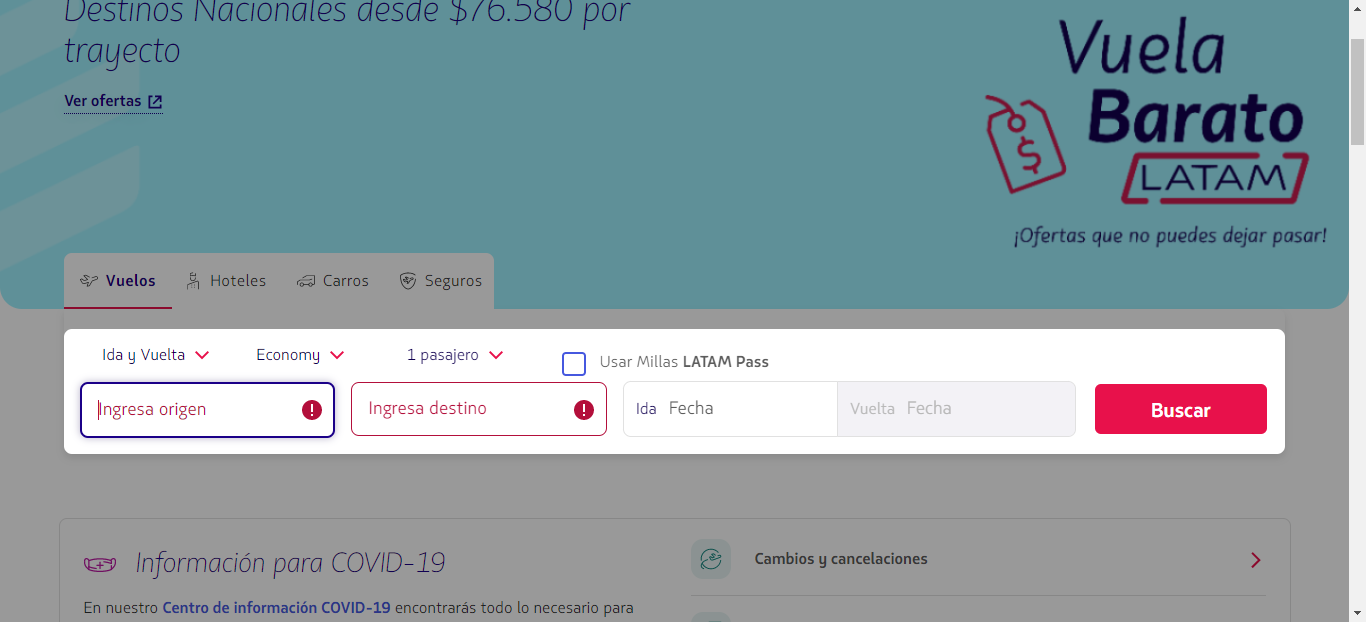 Destinos Nacionales desde $76.580 por
trayecto
Ver ofertas
Vuela
Barato
LATAM
¡Ofertas que no puedes dejar pasar!
Vuelos
Hoteles
Carros
Seguros
Ida y Vuelta
Economy
1 pasajero
Usar Millas LATAM Pass
Ingresa origen
Ingresa destino
Ida Fecha
Vuelta Fecha
Buscar
Información para COVID-19
En nuestro Centro de información COVID-19 encontrarás todo lo necesario para
Cambios y cancelaciones